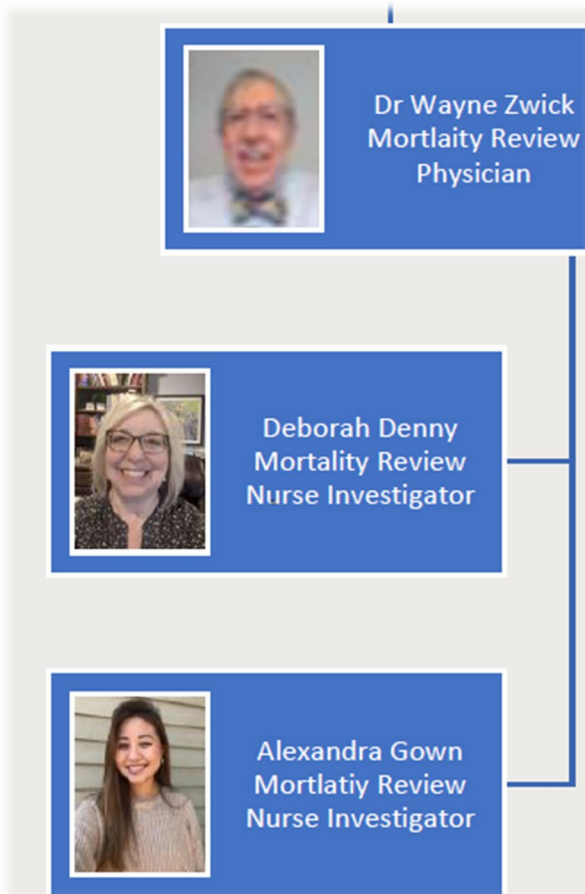 Dr Wayne Zwick
Mortlaity Review
Physician
Deborah Denny
Mortality Review
Nurse Investigator
Alexandra Gown
Mortlatiy Review
Nurse Investigator